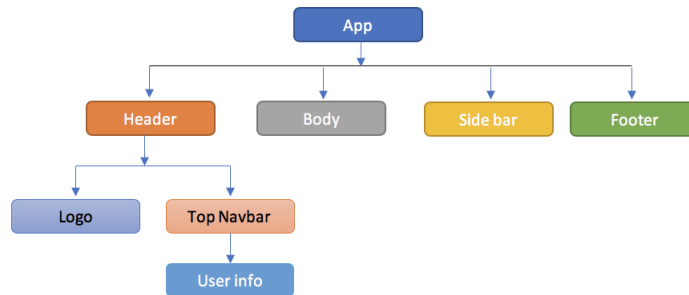 App
Header
Body
Side bar
Footer
Logo
Top Navbar
User info